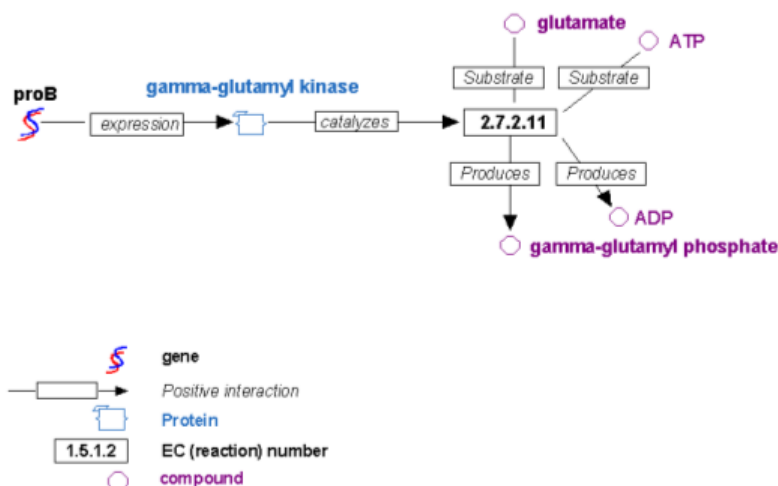 glutamate
ATP
Substrate Substrate
proB
gamma-glutamyl kinase
expression
catalyzes
2.7.2.11
Produces Produces
ADP
gamma-glutamyl phosphate
gene
Positive interaction
Protein
1.5.1.2 EC (reaction) number
compound